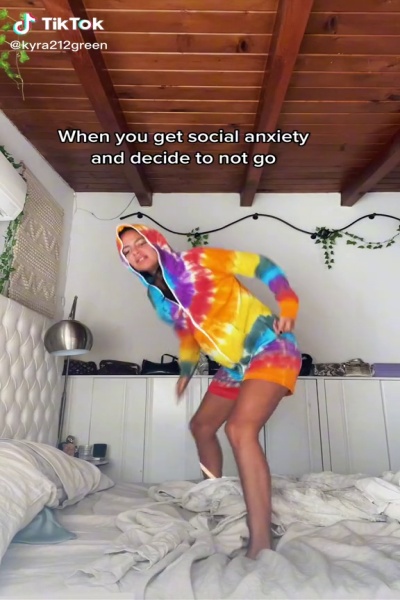 TikTok
@kyra212green
When you get social anxiety
and decide to not go